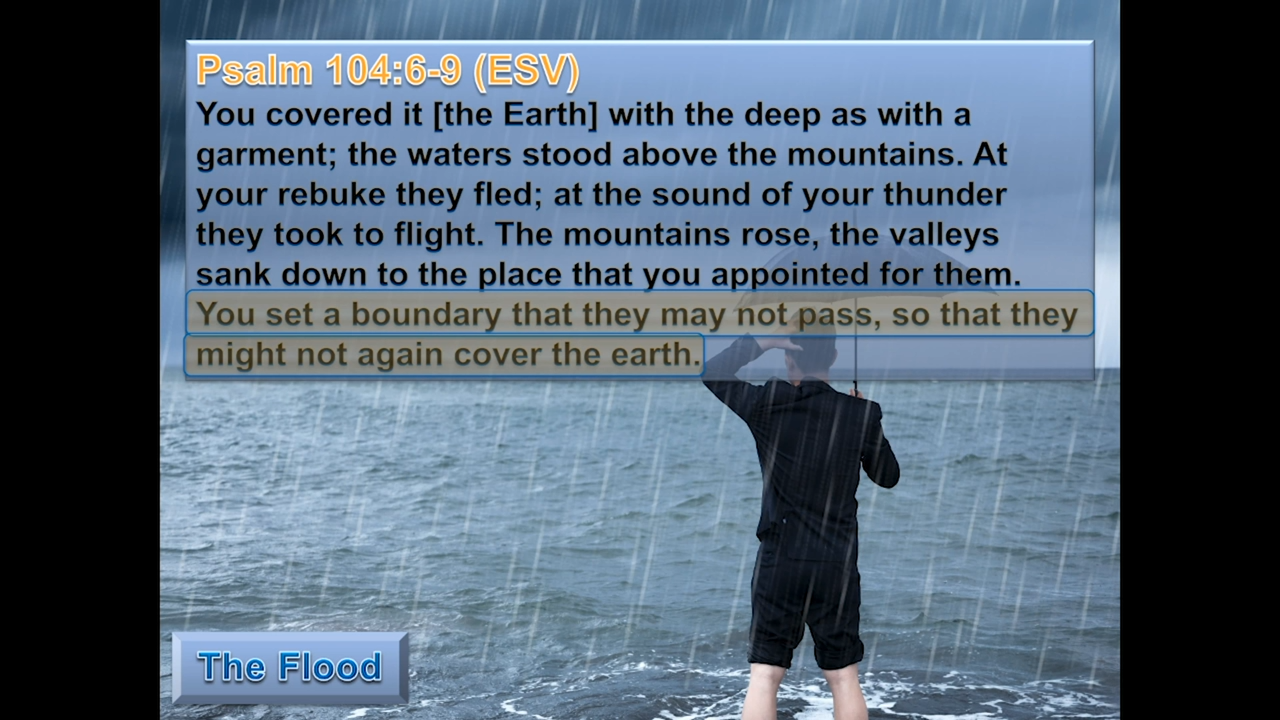 Psalm 104:6-9 (ESV)
You covered it [the Earth] with the deep as with a
garment; the waters stood above the mountains. At
your rebuke they fled; at the sound of your thunder
they took to flight. The mountains rose, the valleys
sank down to the place that you appointed for them.
You set a boundary that they may not pass, so that they
might not again cover the earth.
The Flood